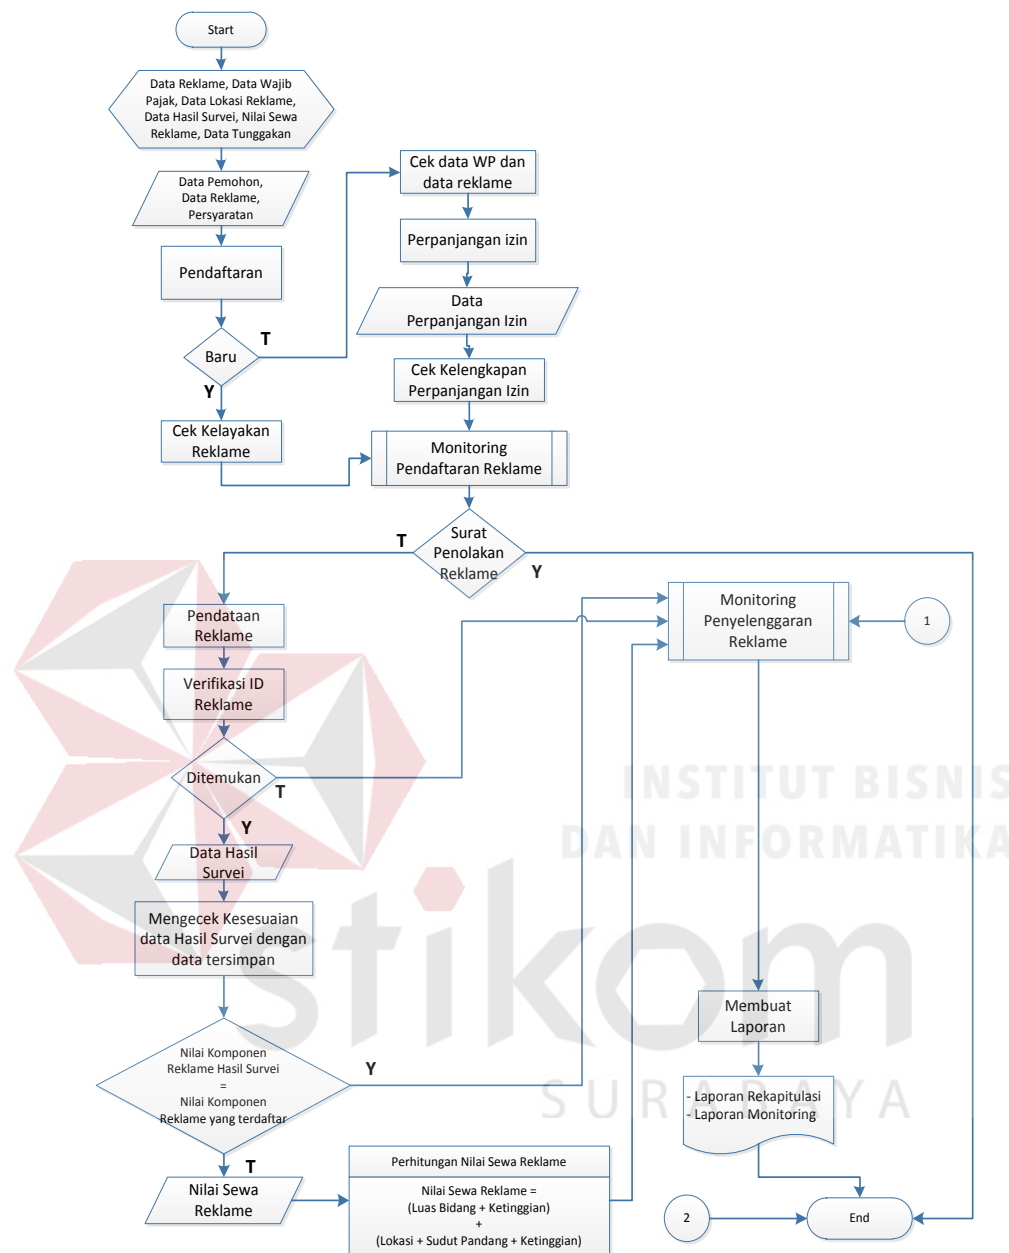 Start
Data Reklame, Data Wajib
Pajak, Data Lokasi Reklame,
Data Hasil Survei, Nilai Sewa
Reklame, Data Tunggakan
Data Pemohon,
Data Reklame,
Persyaratan
Pendaftaran
Baru
T
Y
Cek Kelayakan
Reklame
Cek data WP dan
data reklame
Perpanjangan izin
Data
Perpanjangan Izin
Cek Kelengkapan
Perpanjangan Izin
Monitoring
Pendaftaran Reklame
Surat
Penolakan
Reklame
T
Y
Pendataan
Reklame
Verifikasi ID
Reklame
Ditemukan
T
Y
Data Hasil
Survei
Mengecek Kesesuaian
data Hasil Survei dengan
data tersimpan
Nilai Komponen
Reklame Hasil Survei
=
Nilai Komponen
Reklame yang terdaftar
Y
T
Nilai Sewa
Reklame
Perhitungan Nilai Sewa Reklame
Nilai Sewa Reklame =
(Luas Bidang + Ketinggian)
+
(Lokasi + Sudut Pandang + Ketinggian)
Monitoring
Penyelenggaran
Reklame
1
Membuat
Laporan
- Laporan Rekapitulasi
- Laporan Monitoring
2
End
INSTITUT BISNIS
DAN INFORMATIKA
stikom
SURABAYA